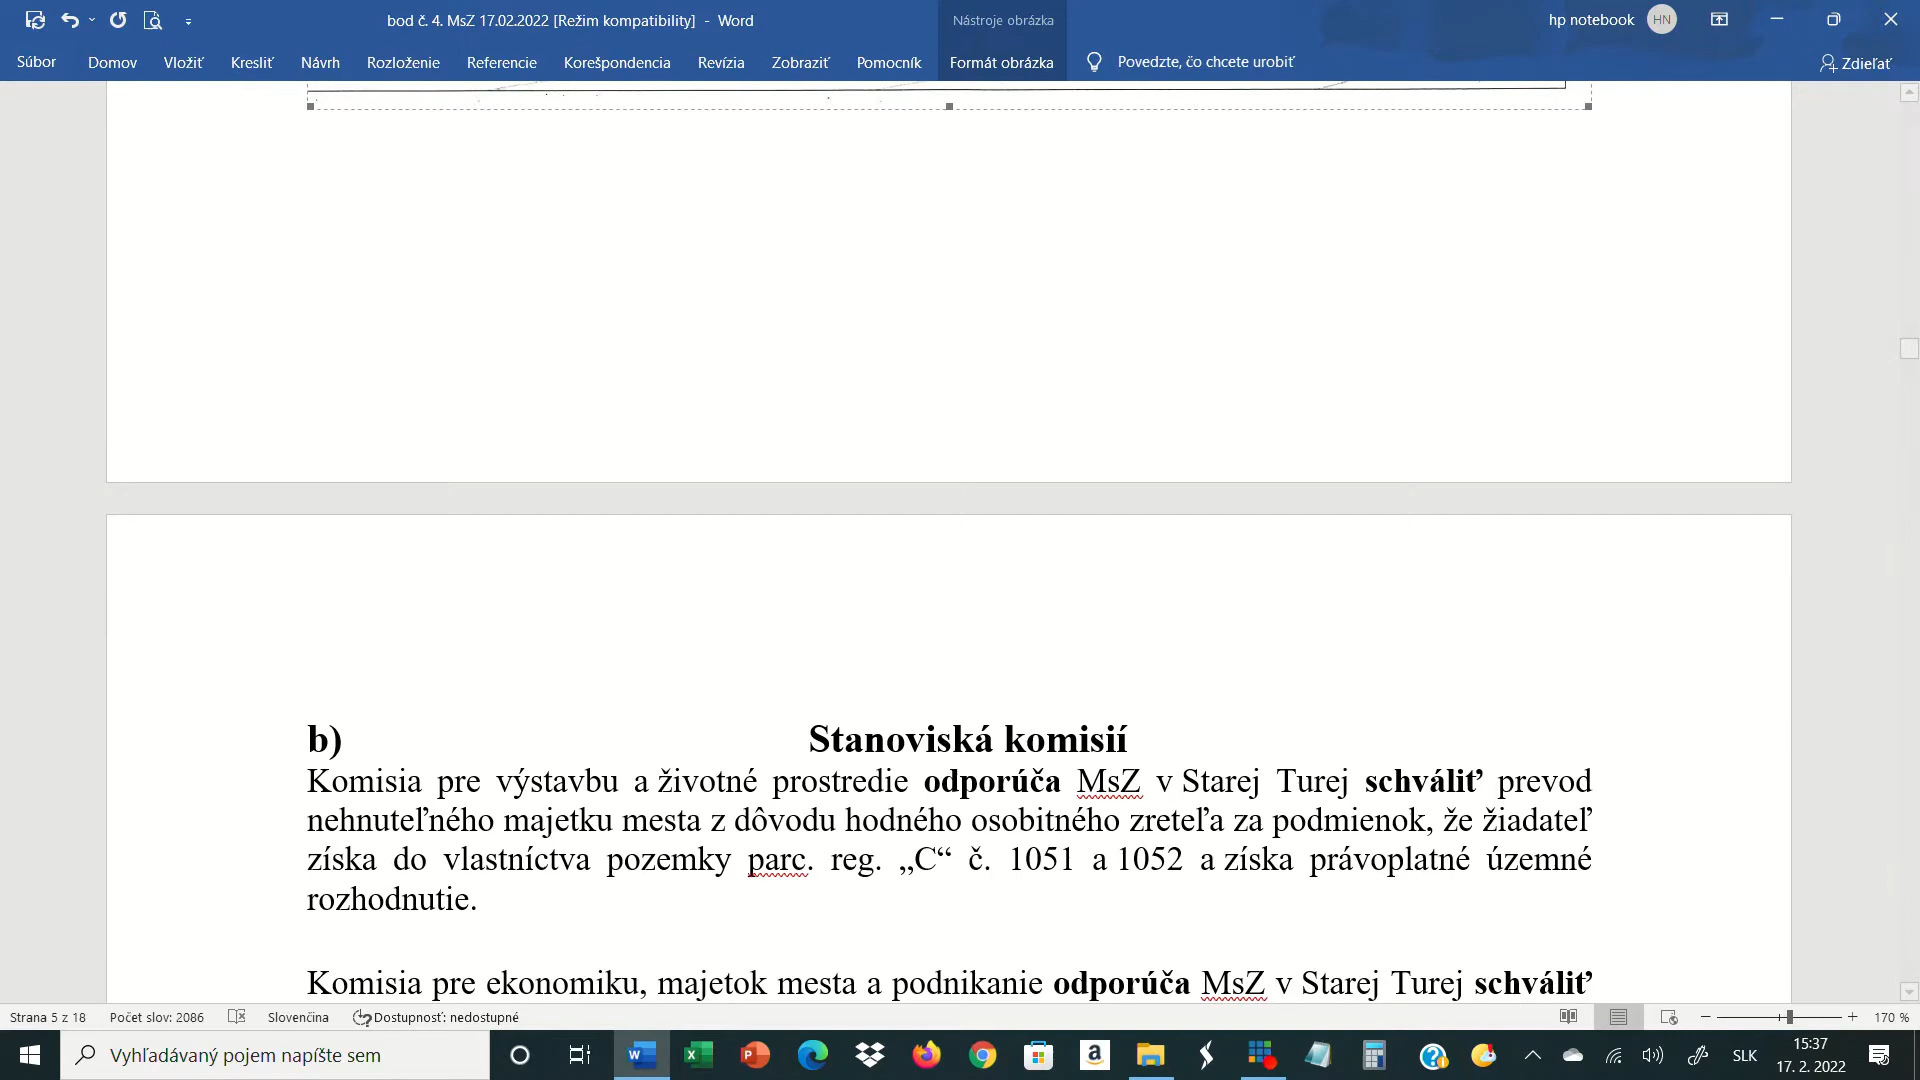 bod č. 4. MsZ 17.02.2022 [Režim kompatibility] - Word
Nástroje obrázka
hp notebook HN
Súbor Domov Vložiť Kresliť Návrh Rozloženie Referencie Korešpondencia Revízia Zobraziť Pomocník Formát obrázka Povedzte, čo chcete urobiť Zdieľať
b) Stanoviská komisií
Komisia pre výstavbu a životné prostredie odporúča MsZ v Starej Turej schváliť prevod
nehnuteľného majetku mesta z dôvodu hodného osobitného zreteľa za podmienok, že žiadateľ
získa do vlastníctva pozemky parc. reg. „C“ č. 1051 a 1052 a získa právoplatné územné
rozhodnutie.
Komisia pre ekonomiku, majetok mesta a podnikanie odporúča MsZ v Starej Turej schváliť
Strana 5 z 18 Počet slov: 2086 Slovenčina Dostupnosť: nedostupné 170 %
Vyhľadávaný pojem napíšte sem
SLK
15:37
17. 2. 2022